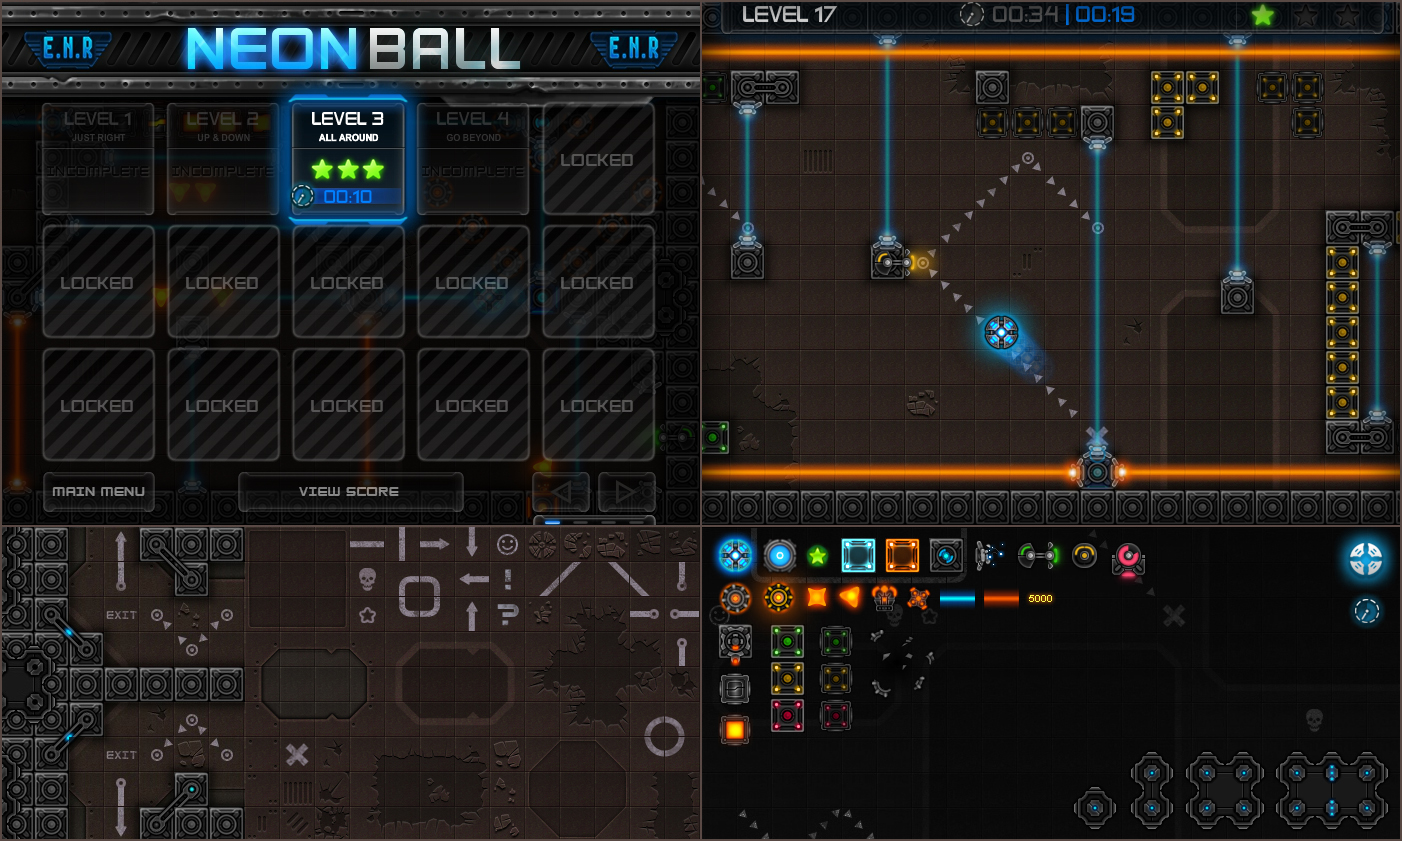 E.N.R
NEON BALL
E.N.R
LEVEL 1
JUST RIGHT
INCOMPLETE
LEVEL 2
UP & DOWN
INCOMPLETE
LEVEL 3
ALL AROUND
00:10
LEVEL 4
GO BEYOND
INCOMPLETE
LOCKED
LOCKED
LOCKED
LOCKED
LOCKED
LOCKED
LOCKED
LOCKED
LOCKED
LOCKED
LOCKED
MAIN MENU
VIEW SCORE
LEVEL 17
00:34 | 00:19
EXIT
! ?
EXIT
5000